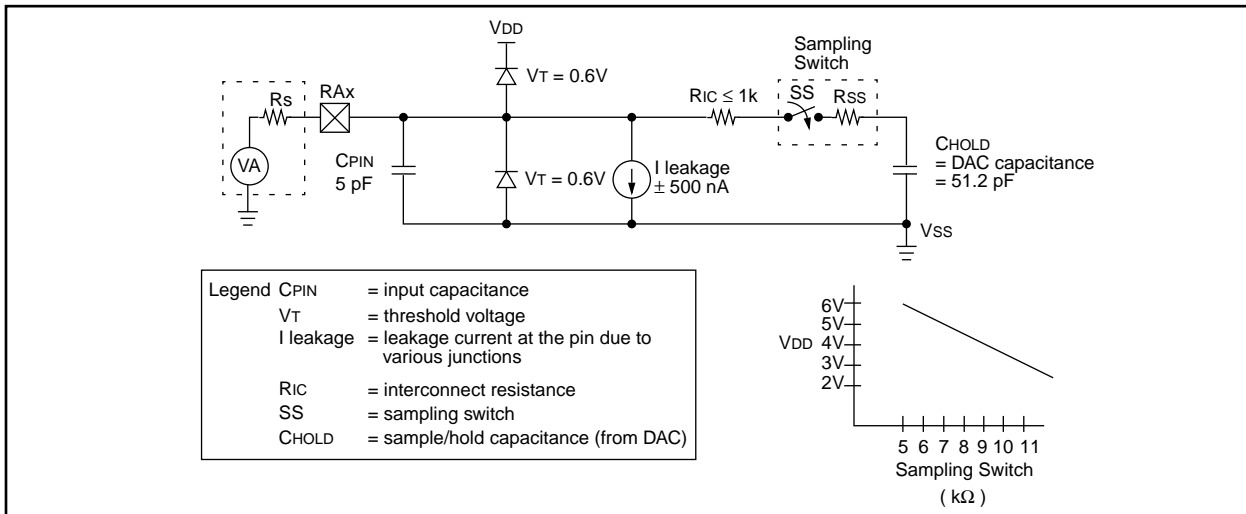 VDD
Sampling
Switch
VT = 0.6V
RS
RAx
RIC ≤ 1k
SS
RSS
VA
CPIN
5 pF
VT = 0.6V
I leakage
± 500 nA
CHOLD
= DAC capacitance
= 51.2 pF
VSS
Legend CPIN = input capacitance
VT = threshold voltage
I leakage = leakage current at the pin due to
various junctions
RIC = interconnect resistance
SS = sampling switch
CHOLD = sample/hold capacitance (from DAC)
6V
5V
VDD 4V
3V
2V
5 6 7 8 9 10 11
Sampling Switch
( kΩ )